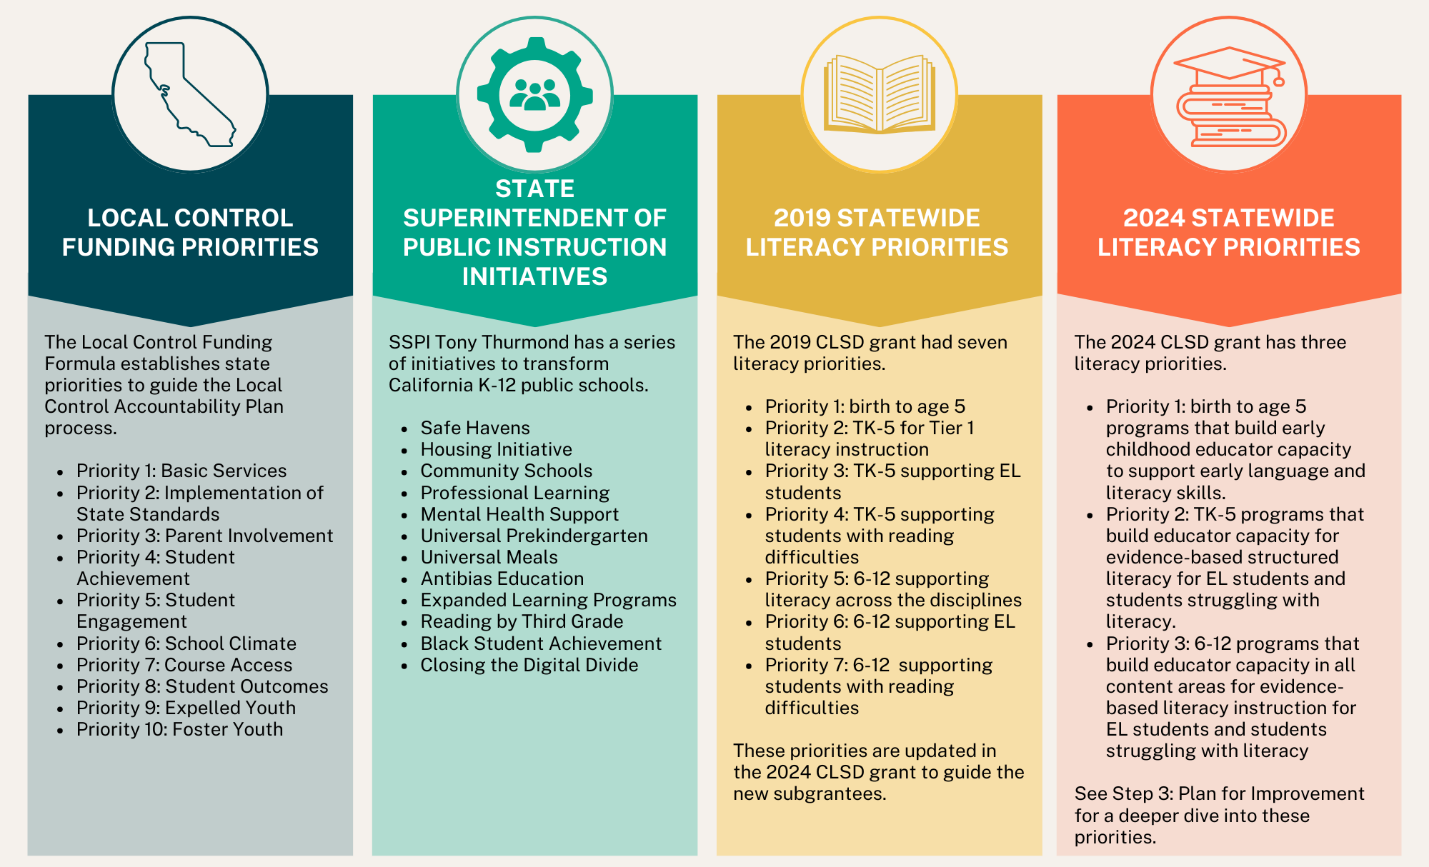 LOCAL CONTROL
FUNDING PRIORITIES
The Local Control Funding
Formula establishes state
priorities to guide the Local
Control Accountability Plan
process.
• Priority 1: Basic Services
• Priority 2: Implementation of
State Standards
• Priority 3: Parent Involvement
• Priority 4: Student
Achievement
• Priority 5: Student
Engagement
• Priority 6: School Climate
• Priority 7: Course Access
• Priority 8: Student Outcomes
• Priority 9: Expelled Youth
• Priority 10: Foster Youth
STATE
SUPERINTENDENT OF
PUBLIC INSTRUCTION
INITIATIVES
SSPI Tony Thurmond has a series
of initiatives to transform
California K-12 public schools.
• Safe Havens
• Housing Initiative
• Community Schools
• Professional Learning
• Mental Health Support
• Universal Prekindergarten
• Universal Meals
• Antibias Education
• Expanded Learning Programs
• Reading by Third Grade
• Black Student Achievement
• Closing the Digital Divide
2019 STATEWIDE
LITERACY PRIORITIES
The 2019 CLSD grant had seven
literacy priorities.
• Priority 1: birth to age 5
• Priority 2: TK-5 for Tier 1
literacy instruction
• Priority 3: TK-5 supporting EL
students
• Priority 4: TK-5 supporting
students with reading
difficulties
• Priority 5: 6-12 supporting
literacy across the disciplines
• Priority 6: 6-12 supporting EL
students
• Priority 7: 6-12 supporting
students with reading
difficulties
These priorities are updated in
the 2024 CLSD grant to guide the
new subgrantees.
2024 STATEWIDE
LITERACY PRIORITIES
The 2024 CLSD grant has three
literacy priorities.
• Priority 1: birth to age 5
programs that build early
childhood educator capacity
to support early language and
literacy skills.
• Priority 2: TK-5 programs that
build educator capacity for
evidence-based structured
literacy for EL students and
students struggling with
literacy.
• Priority 3: 6-12 programs that
build educator capacity in all
content areas for evidence-
based literacy instruction for
EL students and students
struggling with literacy
See Step 3: Plan for Improvement
for a deeper dive into these
priorities.